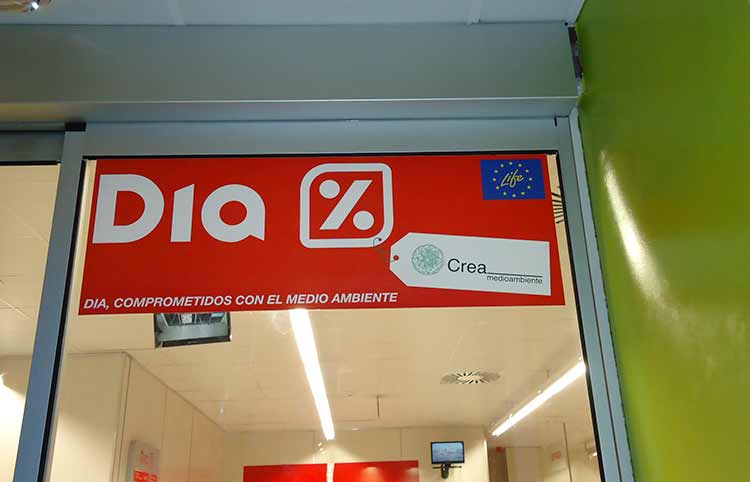 Dia %
Life
Crea
medioambiente
DIA, COMPROMETIDOS CON EL MEDIO AMBIENTE